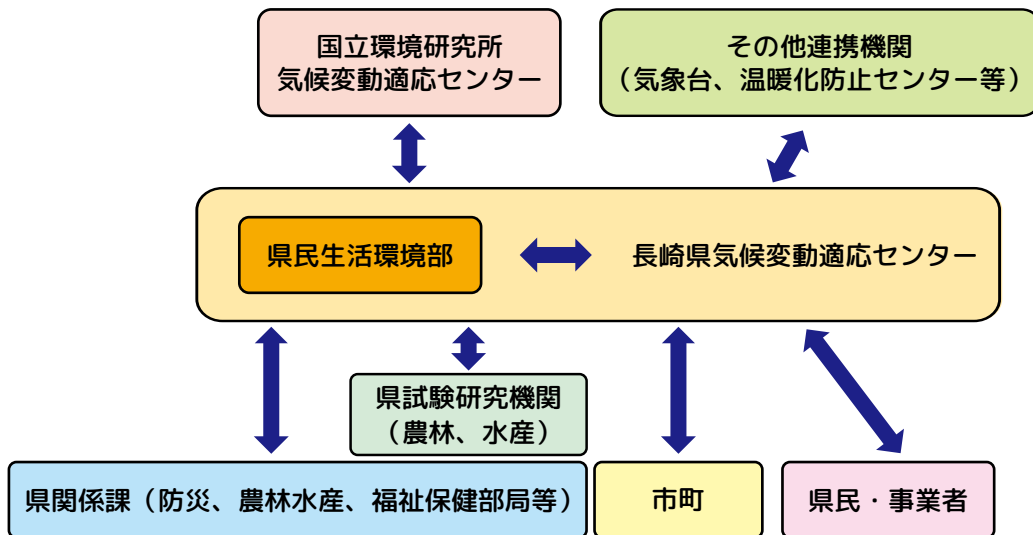 国立環境研究所
気候変動適応センター
その他連携機関
（気象台、温暖化防止センター等）
県民生活環境部
長崎県気候変動適応センター
県試験研究機関
（農林、水産）
県関係課（防災、農林水産、福祉保健部局等）
市町
県民・事業者